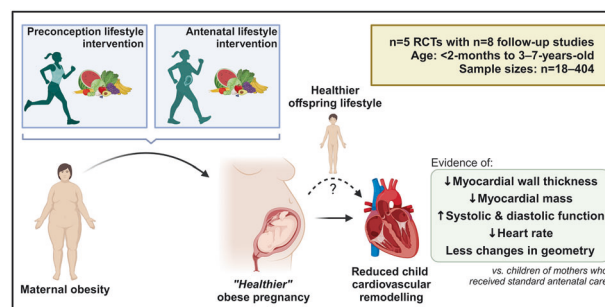 Preconception lifestyle
intervention
Antenatal lifestyle
intervention
n=5 RCTs with n=8 follow-up studies
Age: <2-months to 3–7-years-old
Sample sizes: n=18–404
Healthier
offspring lifestyle
?
Maternal obesity
"Healthier"
obese pregnancy
Reduced child
cardiovascular
remodelling
Evidence of:
↓Myocardial wall thickness
↓Myocardial mass
↑Systolic & diastolic function
↓Heart rate
Less changes in geometry
vs. children of mothers who
received standard antenatal care